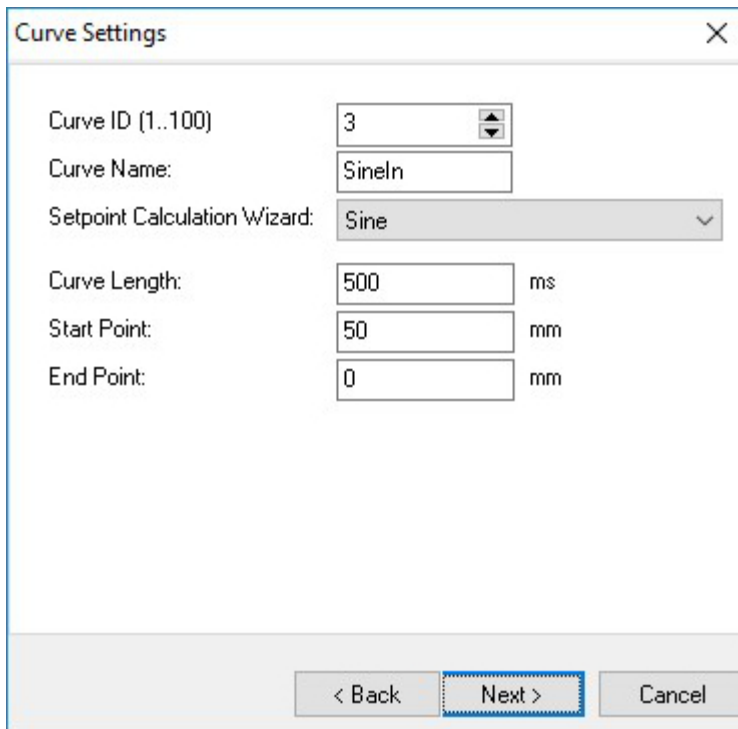 Curve Settings
Curve ID (1..100) 3
Curve Name: SineIn
Setpoint Calculation Wizard: Sine
Curve Length: 500 ms
Start Point: 50 mm
End Point: 0 mm
< Back Next > Cancel